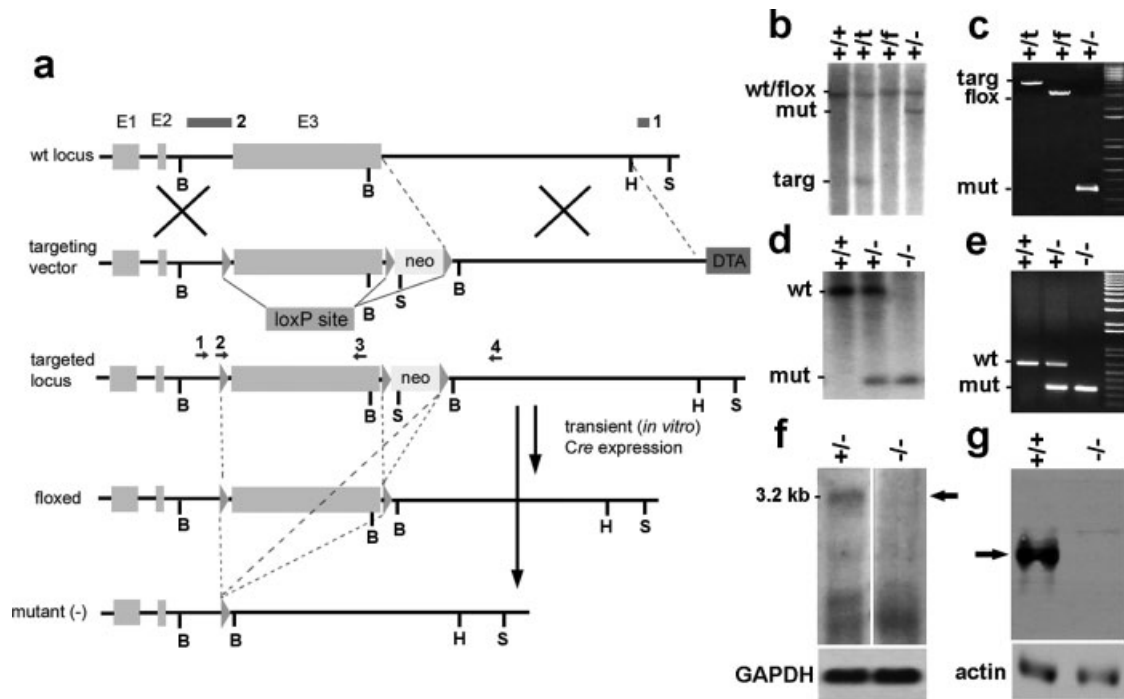 a
E1 E2 2 E3 1
wt locus
B B H S
targeting vector
neo DTA
B B S B
loxP site
1 2 3 4
targeted locus
neo
B B S B H S
transient (in vitro)
Cre expression
floxed
B B B H S
mutant (-)
B B H S
b
+/+ +/t +/f +/-
wt/flox
mut
targ
c
+/t +/f +/-
targ
flox
mut
d
+/+ +/- -/-
wt
mut
e
+/+ +/- -/-
wt
mut
f
+/- -/-
3.2 kb
GAPDH
g
+/+ -/-
actin